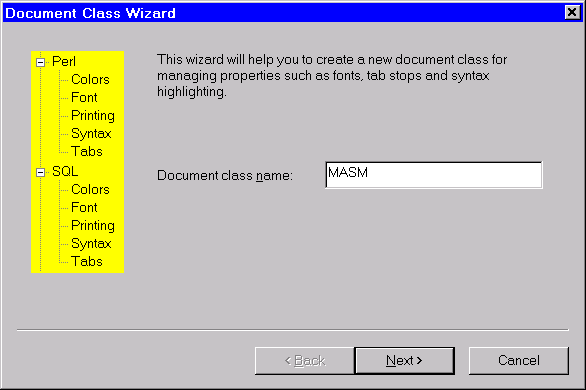 Document Class Wizard
Perl
Colors
Font
Printing
Syntax
Tabs
SQL
Colors
Font
Printing
Syntax
Tabs
This wizard will help you to create a new document class for
managing properties such as fonts, tab stops and syntax
highlighting.
Document class name: MASM
< Back
Next >
Cancel